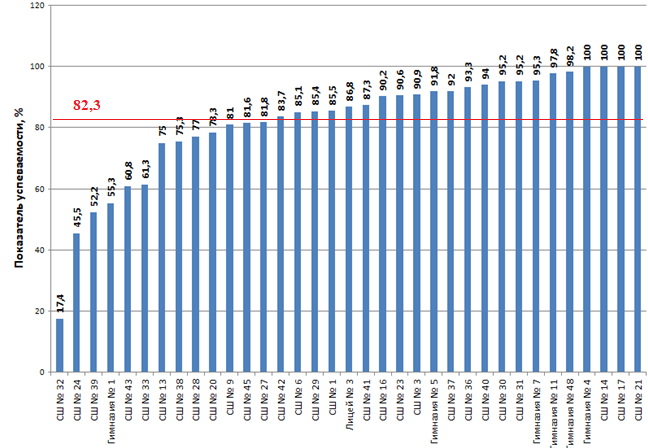 Показатель успеваемости, %
120
100
80
60
40
20
0
82,3
17,4
45,5
52,2
55,3
60,8
61,3
75
75,3
77
78,3
81
81,6
81,8
83,7
85,1
85,4
85,5
86,8
87,3
90,2
90,6
90,9
91,8
92
93,3
94
95,2
95,2
95,3
97,8
98,2
100
100
100
100
СШ № 32
СШ № 24
СШ № 39
Гимназия № 1
СШ № 43
СШ № 33
СШ № 13
СШ № 38
СШ № 28
СШ № 20
СШ № 9
СШ № 45
СШ № 27
СШ № 42
СШ № 6
СШ № 29
СШ № 1
Лицей № 3
СШ № 41
СШ № 16
СШ № 23
СШ № 3
Гимназия № 5
СШ № 37
СШ № 36
СШ № 40
СШ № 30
СШ № 31
Гимназия № 7
Гимназия № 11
Гимназия № 48
Гимназия № 4
СШ № 14
СШ № 17
СШ № 21